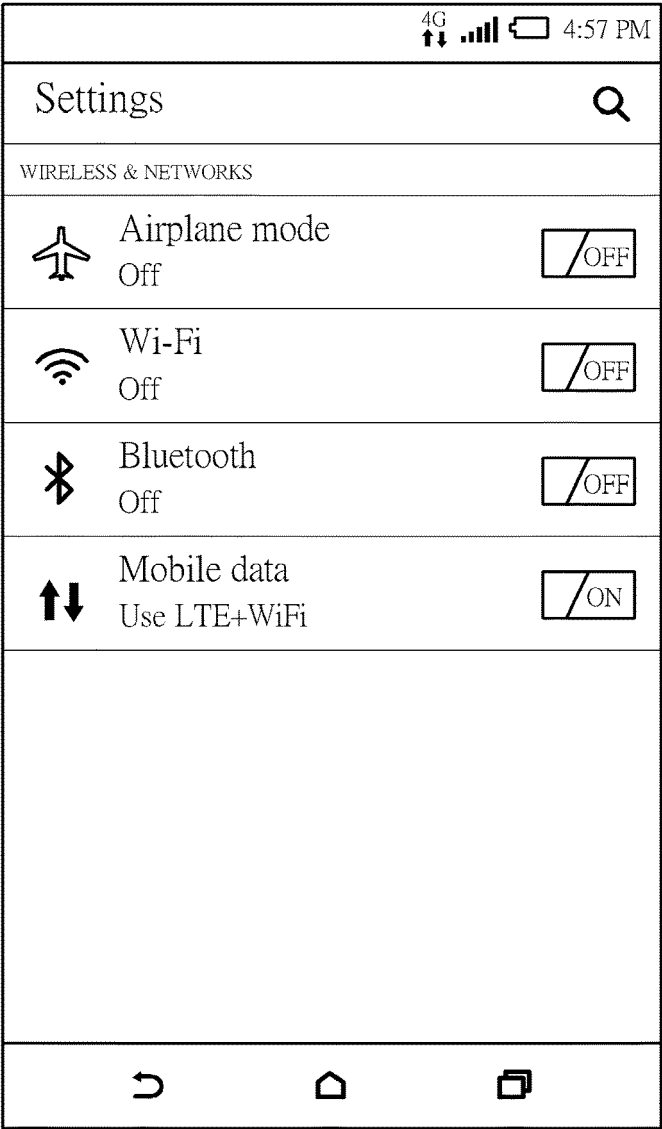 4G
4:57 PM
Settings
WIRELESS & NETWORKS
Airplane mode
Off
OFF
Wi-Fi
Off
OFF
Bluetooth
Off
OFF
Mobile data
Use LTE+WiFi
ON